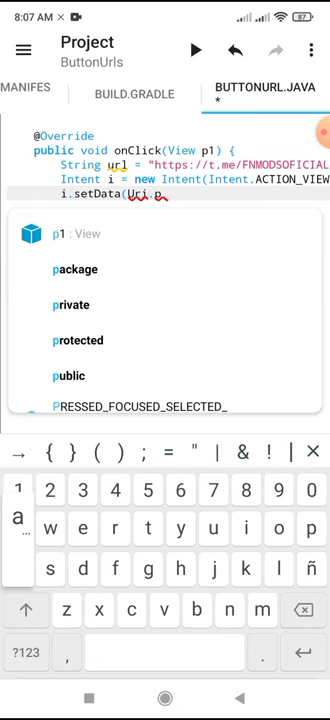 8:07 AM
87
Project
ButtonUrls
MANIFES
BUILD.GRADLE
BUTTONURL.JAVA
*
@Override
public void onClick(View p1) {
String url = "https://t.me/FNMODSOFICIAL
Intent i = new Intent(Intent.ACTION_VIEW
i.setData(Uri.p
p1 : View
package
private
protected
public
PRESSED_FOCUSED_SELECTED_
→ { } ( ) ; = " | & ! | ×
1 2 3 4 5 6 7 8 9 0
a ... w e r t y u i o p
s d f g h j k l ñ
z x c v b n m
?123 , .